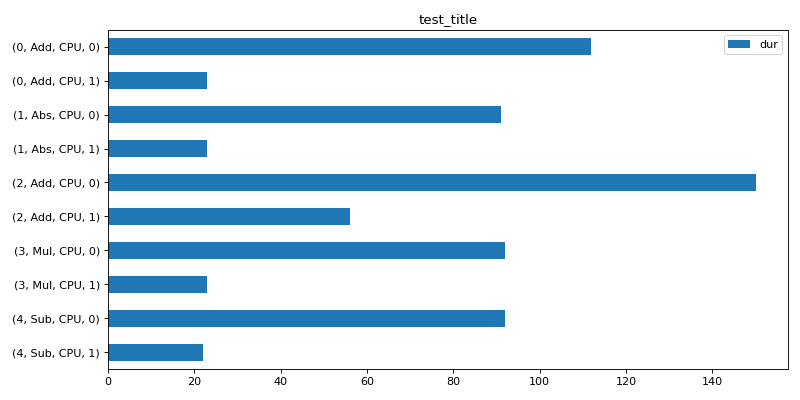 test_title
dur
(0, Add, CPU, 0)
(0, Add, CPU, 1)
(1, Abs, CPU, 0)
(1, Abs, CPU, 1)
(2, Add, CPU, 0)
(2, Add, CPU, 1)
(3, Mul, CPU, 0)
(3, Mul, CPU, 1)
(4, Sub, CPU, 0)
(4, Sub, CPU, 1)
0 20 40 60 80 100 120 140